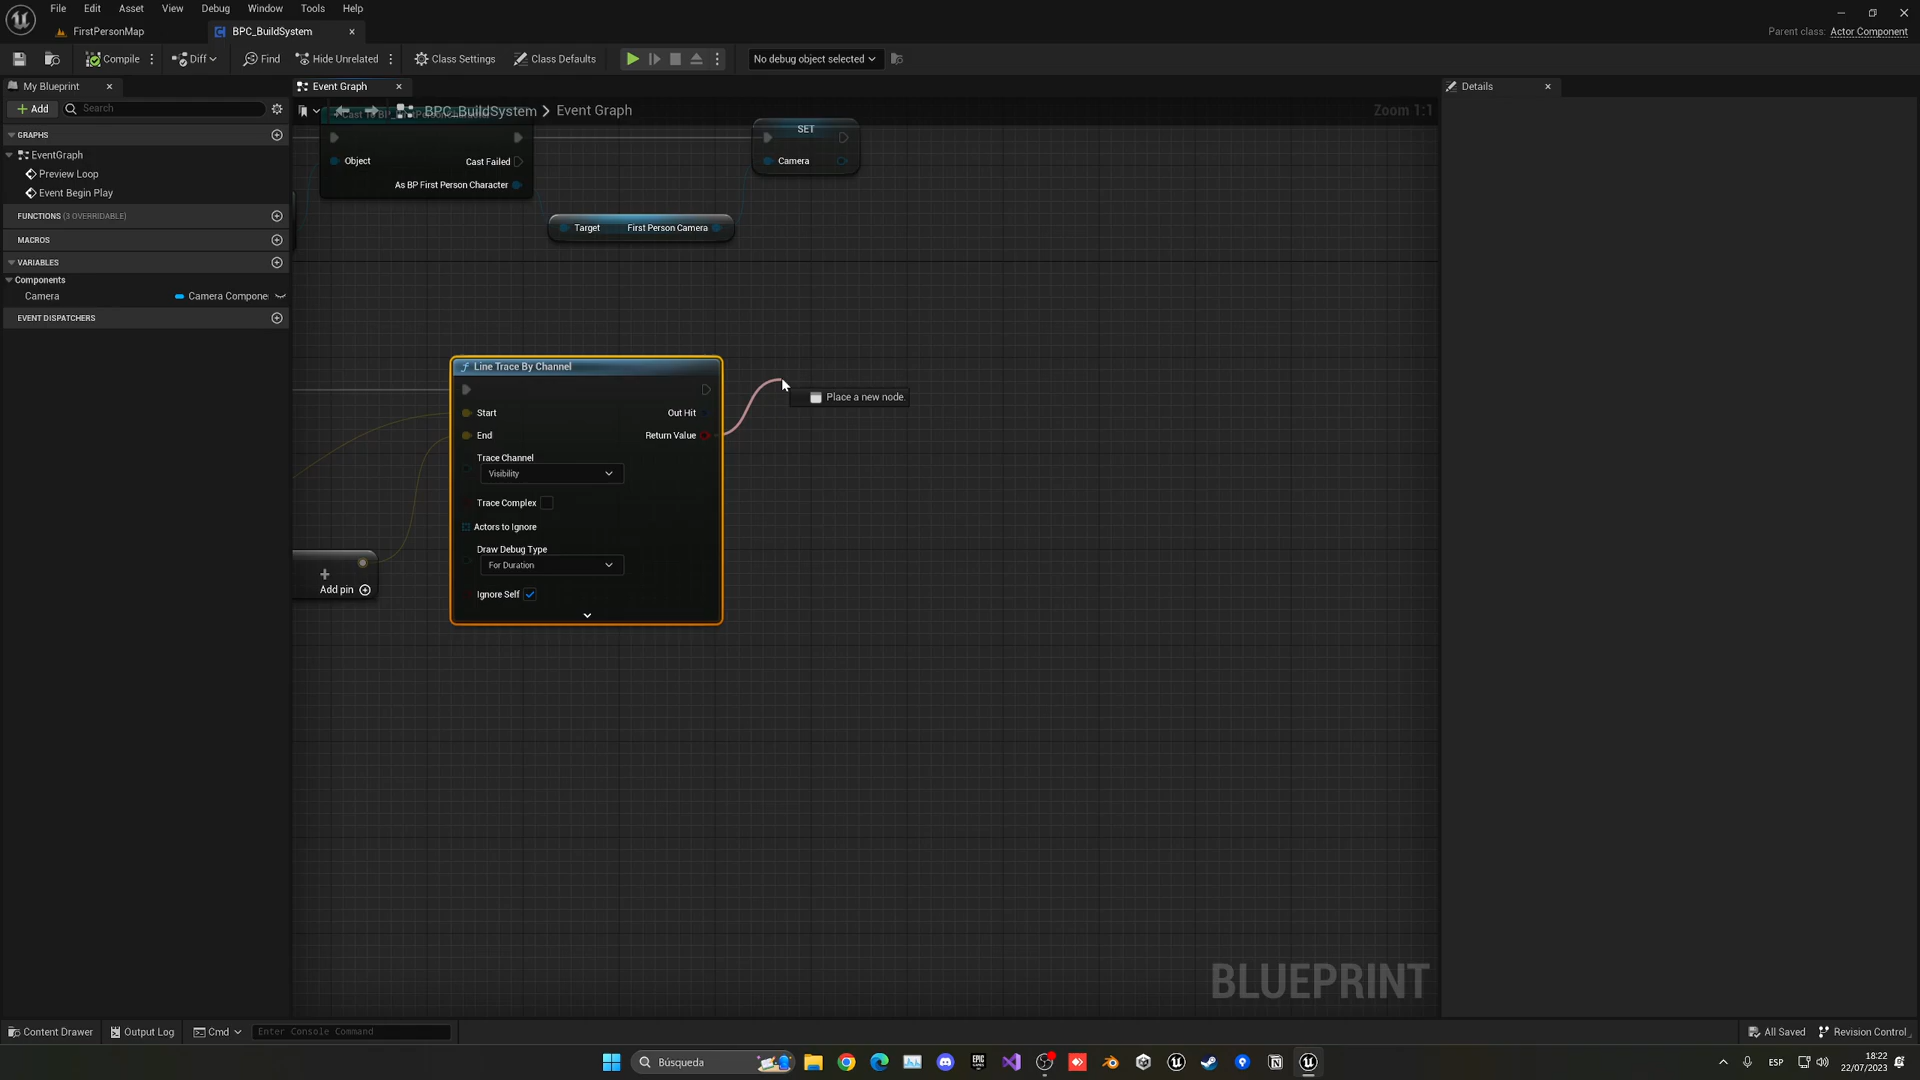 File Edit Asset View Debug Window Tools Help
FirstPersonMap
BPC_BuildSystem
Parent class: Actor Component
Compile
Diff
Find
Hide Unrelated
Class Settings
Class Defaults
No debug object selected
My Blueprint
Event Graph
Details
Add
Search
BPC_BuildSystem > Event Graph
Zoom 1:1
GRAPHS
EventGraph
Preview Loop
Event Begin Play
FUNCTIONS (3 OVERRIDABLE)
MACROS
VARIABLES
Components
Camera
Camera Compone
EVENT DISPATCHERS
SET
Object
Cast Failed
Camera
As BP First Person Character
Target
First Person Camera
f Line Trace By Channel
Start
Out Hit
End
Return Value
Trace Channel
Visibility
Trace Complex
Actors to Ignore
Draw Debug Type
For Duration
Ignore Self
Add pin
Place a new node.
BLUEPRINT
Content Drawer
Output Log
Cmd
Enter Console Command
All Saved
Revision Control
Búsqueda
ESP
18:22
22/07/2023